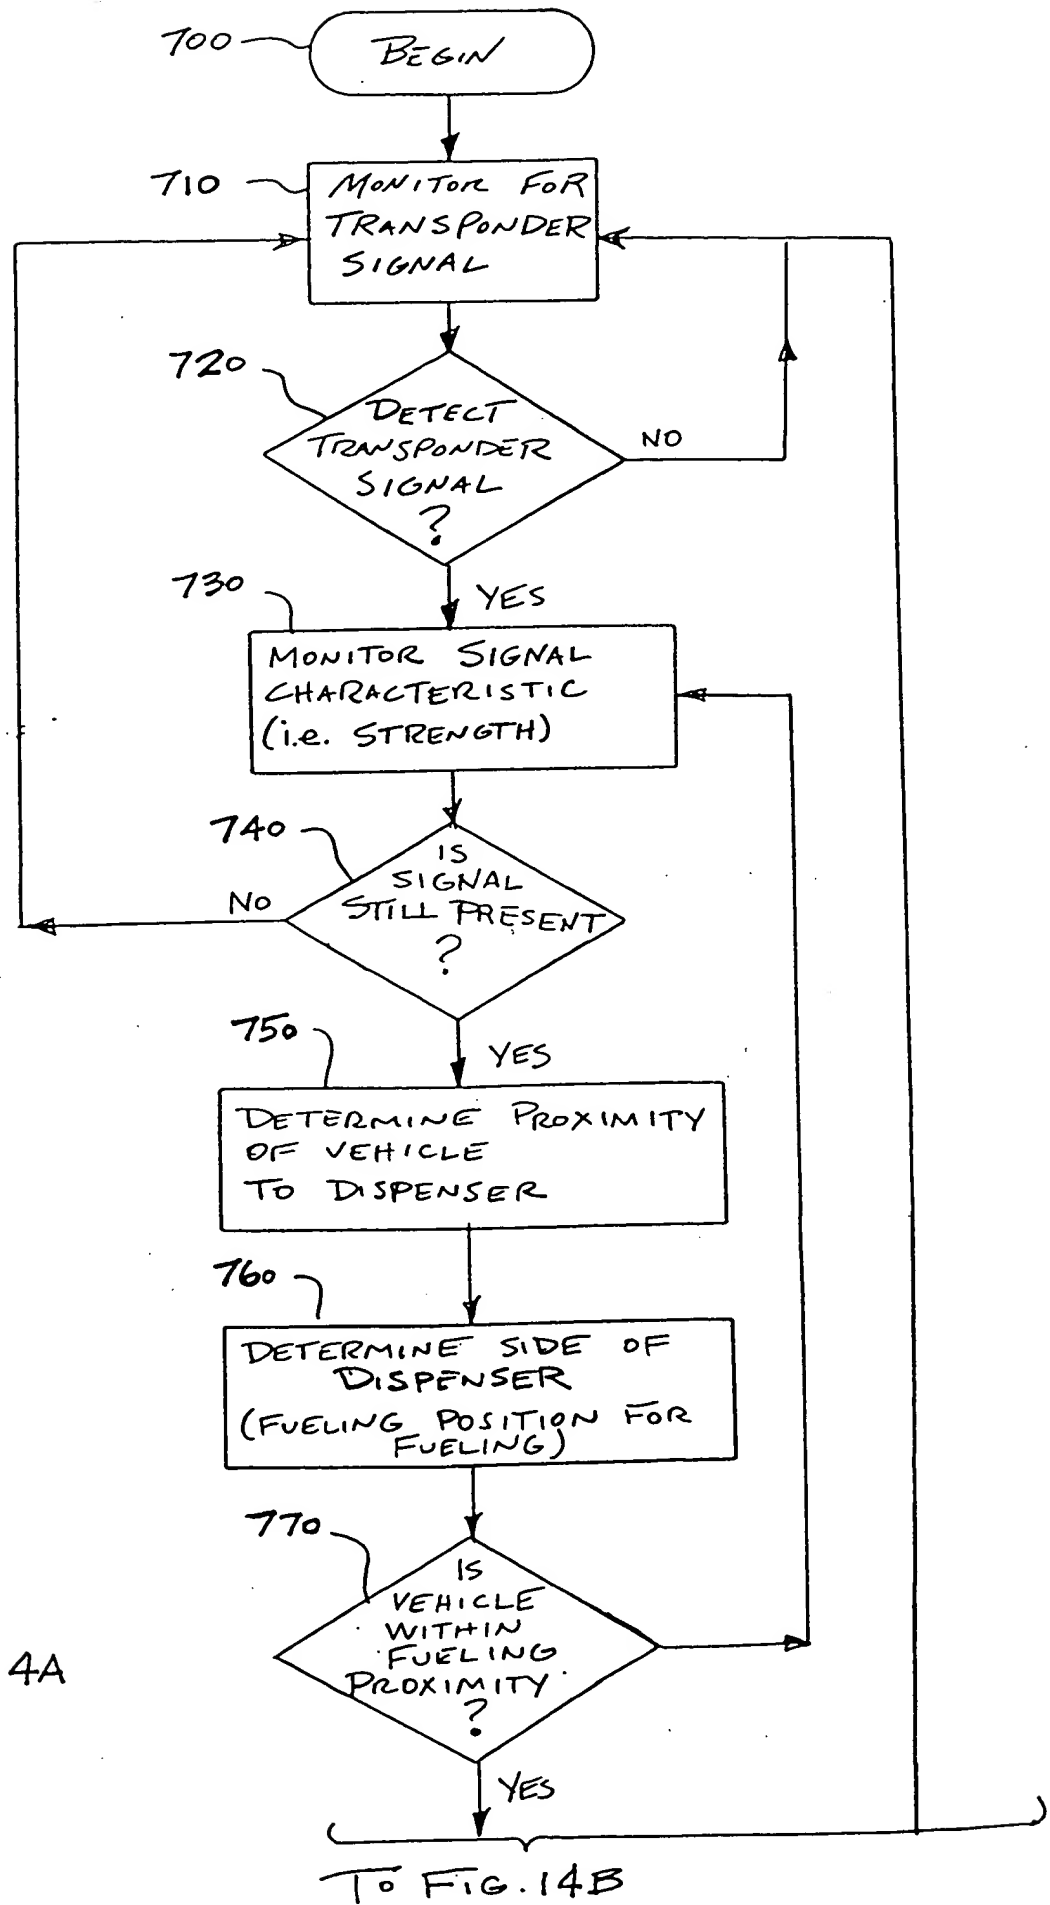 700
BEGIN
710
MONITOR FOR
TRANSPONDER
SIGNAL
720
DETECT
TRANSPONDER
SIGNAL
?
NO
730
YES
MONITOR SIGNAL
CHARACTERISTIC
(i.e. STRENGTH)
740
IS
SIGNAL
STILL PRESENT
?
NO
750
YES
DETERMINE PROXIMITY
OF VEHICLE
TO DISPENSER
760
DETERMINE SIDE OF
DISPENSER
(FUELING POSITION FOR
FUELING)
770
IS
VEHICLE
WITHIN
FUELING
PROXIMITY
?
4A
YES
TO FIG. 14B